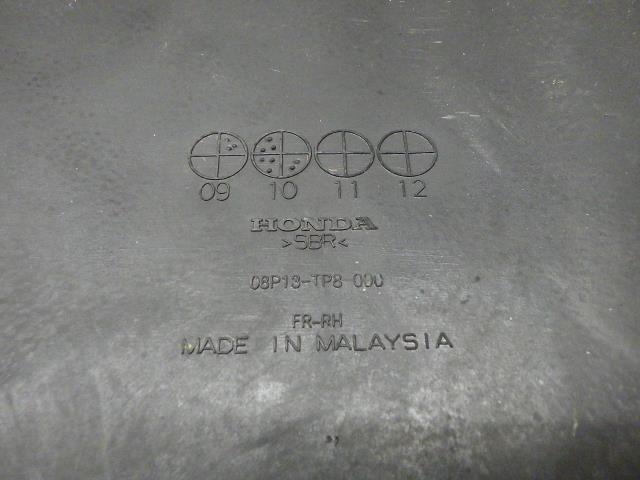 09 10 11 12
HONDA
>SBR<
08P13-TP8 000
FR-RH
MADE IN MALAYSIA